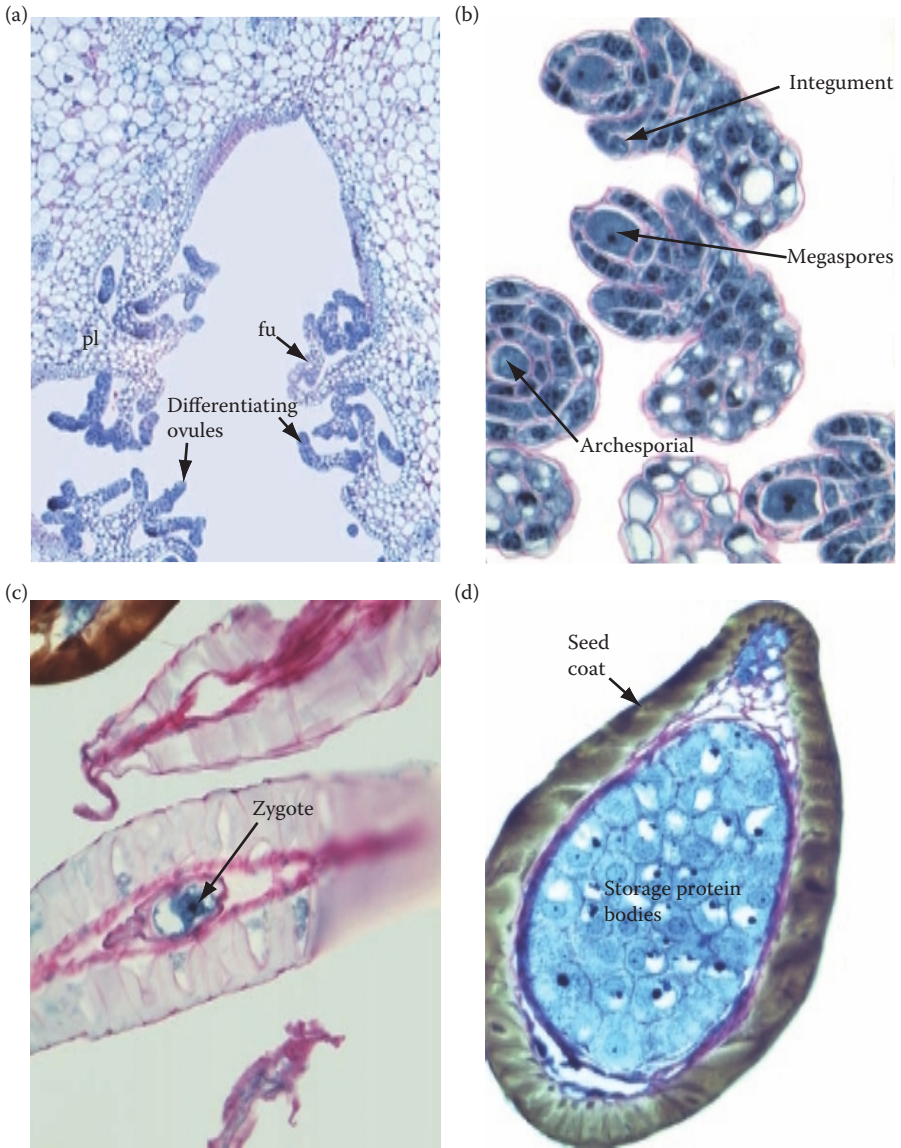 (a)
pl
fu
Differentiating
ovules
(b)
Integument
Megaspores
Archesporial
(c)
Zygote
(d)
Seed
coat
Storage protein
bodies